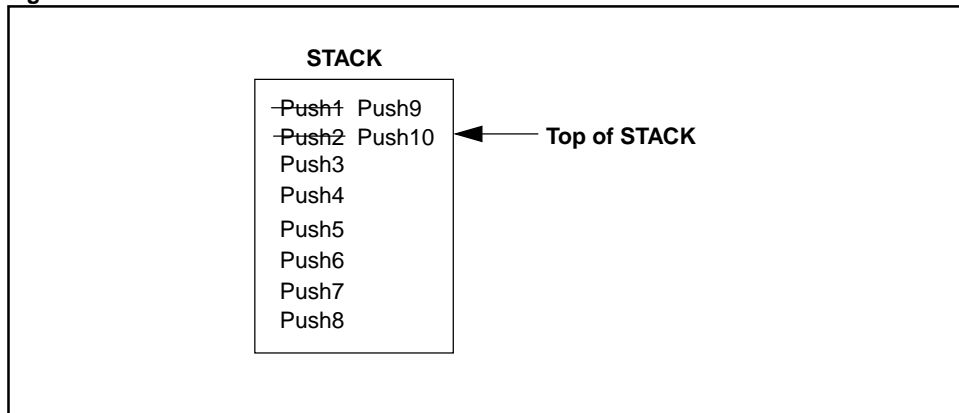 STACK
Push1 Push9
Push2 Push10
Top of STACK
Push3
Push4
Push5
Push6
Push7
Push8